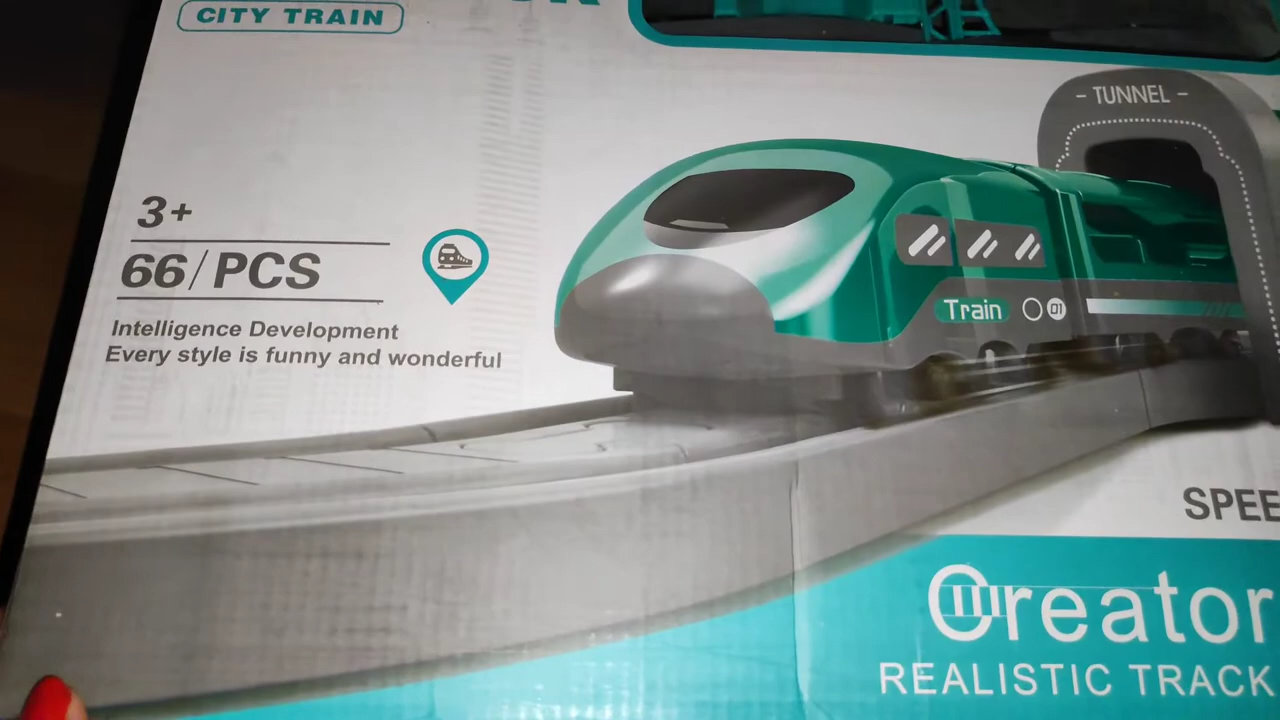 CITY TRAIN
- TUNNEL -
3+
66/PCS
Intelligence Development
Every style is funny and wonderful
Train
01
SPEE
Creator
REALISTIC TRACK